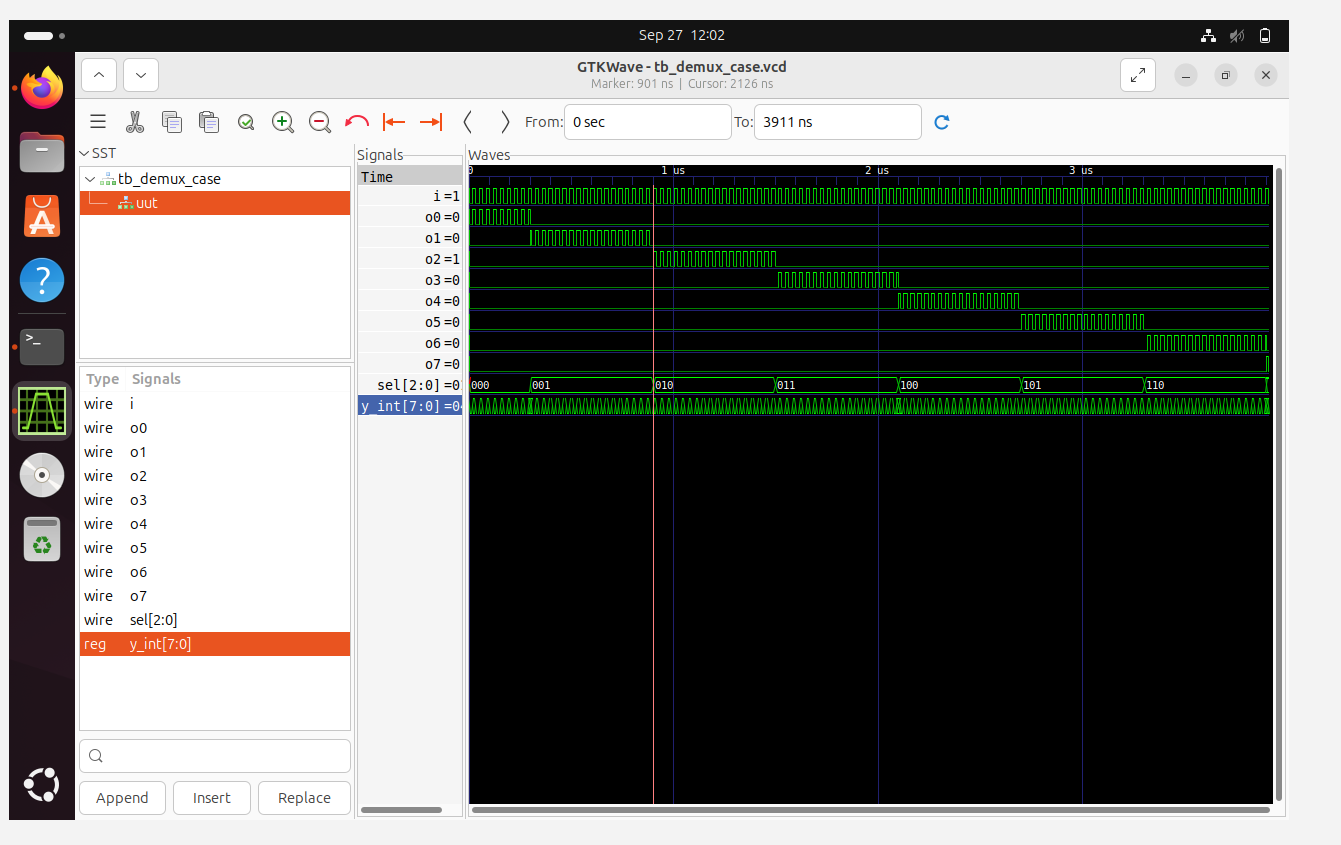 Sep 27 12:02
GTKWave - tb_demux_case.vcd
Marker: 901 ns | Cursor: 2126 ns
From: 0 sec To: 3911 ns
SST
tb_demux_case
uut
Type Signals
wire i
wire o0
wire o1
wire o2
wire o3
wire o4
wire o5
wire o6
wire o7
wire sel[2:0]
reg y_int[7:0]
Append Insert Replace
Signals
Time
i=1
o0=0
o1=0
o2=1
o3=0
o4=0
o5=0
o6=0
o7=0
sel[2:0]=0
y_int[7:0]=0
Waves
0 1 us 2 us 3 us
000 001 010 011 100 101 110